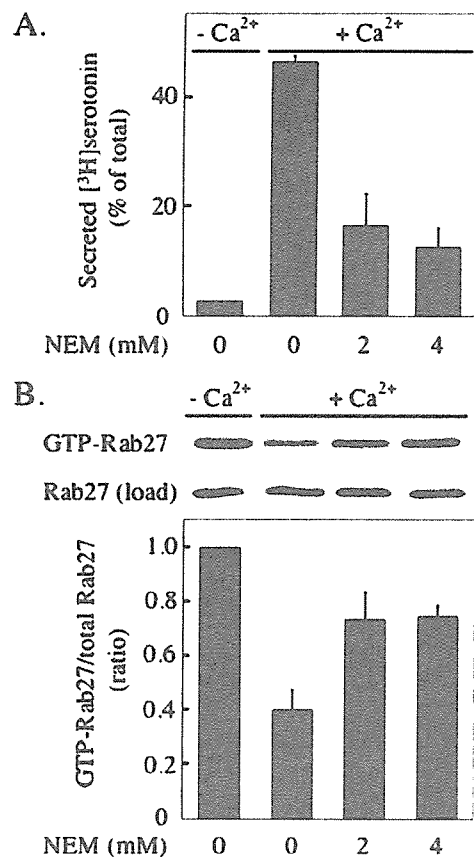 A.
- Ca²⁺ + Ca²⁺
Secreted [³H]serotonin
(% of total)
40
20
0
NEM (mM) 0 0 2 4
B.
- Ca²⁺ + Ca²⁺
GTP-Rab27
Rab27 (load)
GTP-Rab27/total Rab27
(ratio)
1.0
0.8
0.6
0.4
0.2
0
NEM (mM) 0 0 2 4